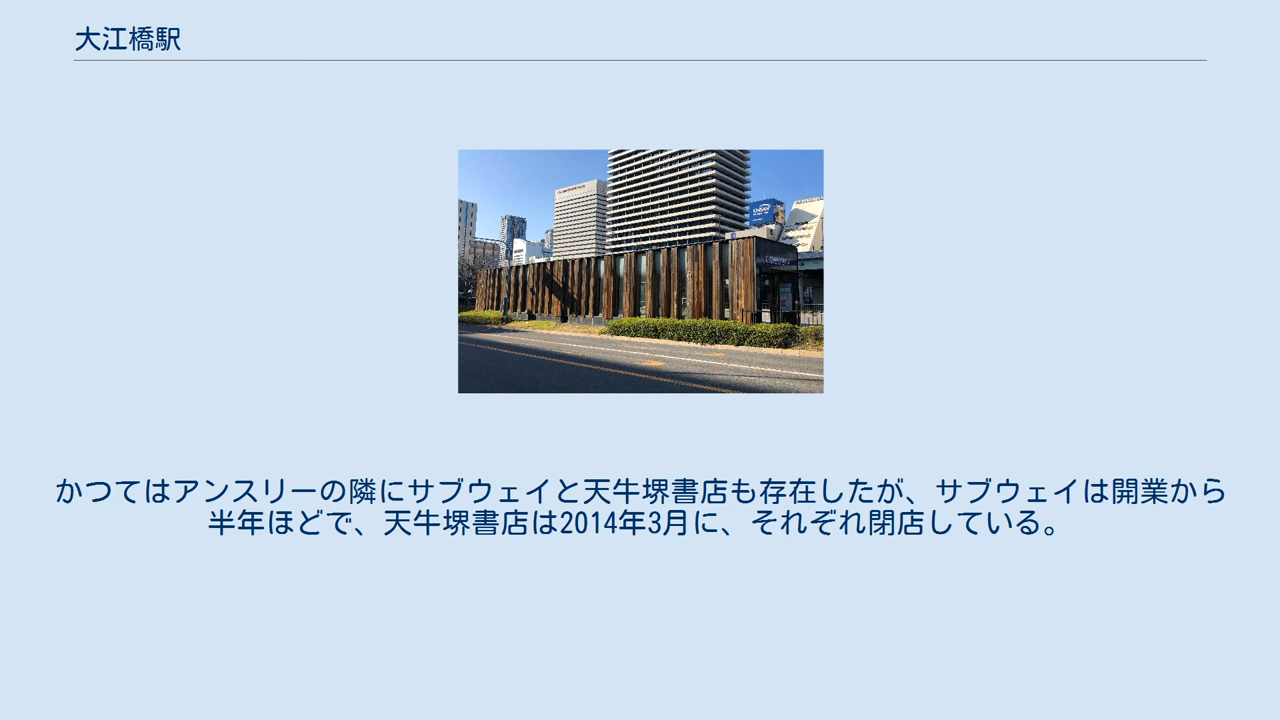 大江橋駅
かつてはアンスリーの隣にサブウェイと天牛堺書店も存在したが、サブウェイは開業から
半年ほどで、天牛堺書店は2014年3月に、それぞれ閉店している。